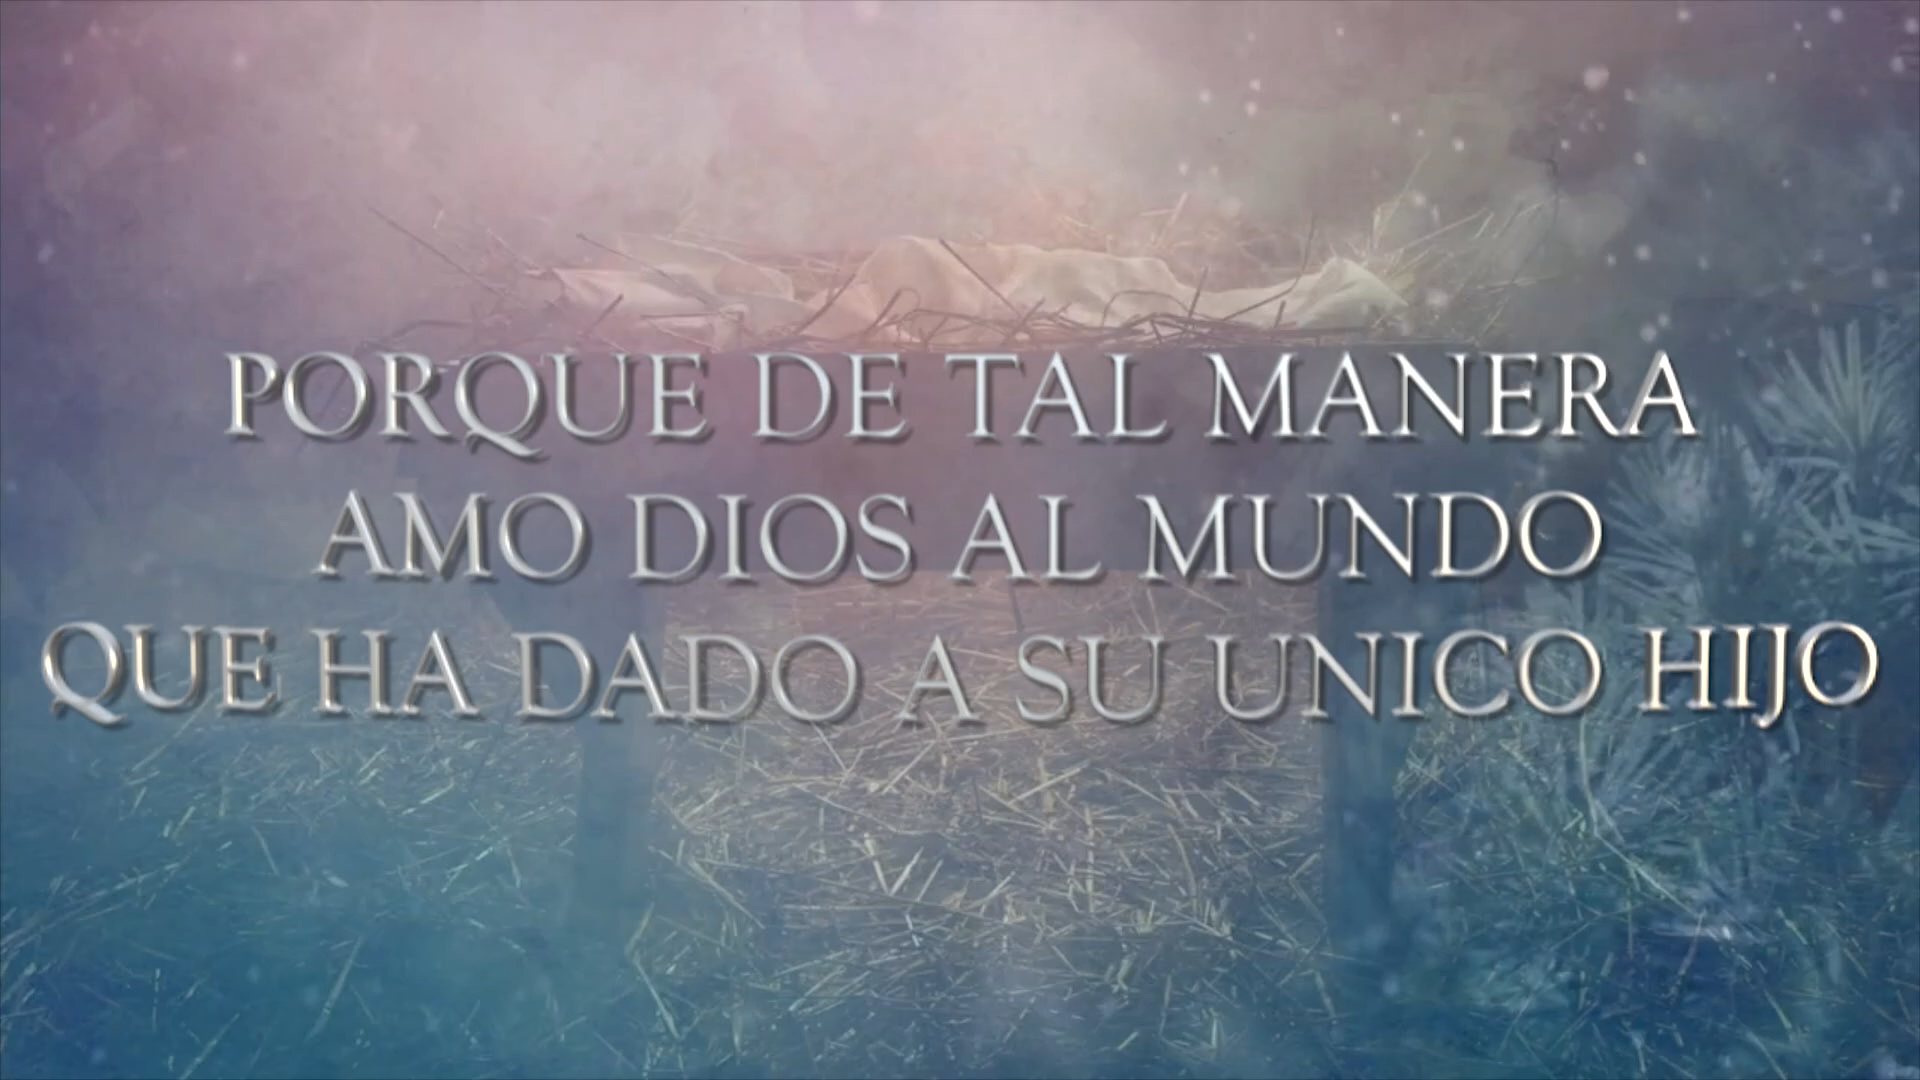 PORQUE DE TAL MANERA
AMO DIOS AL MUNDO
QUE HA DADO A SU UNICO HIJO